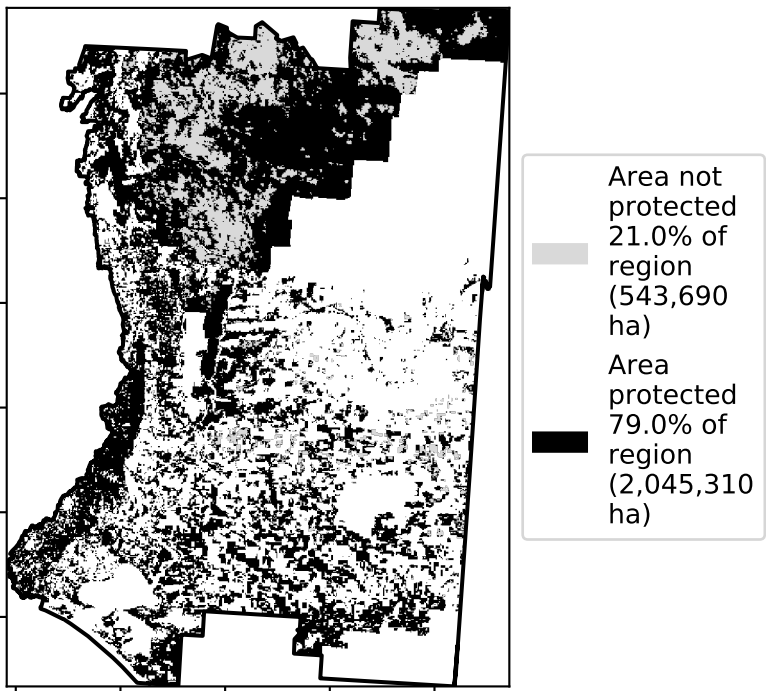 Area not
protected
21.0% of
region
(543,690
ha)
Area
protected
79.0% of
region
(2,045,310
ha)